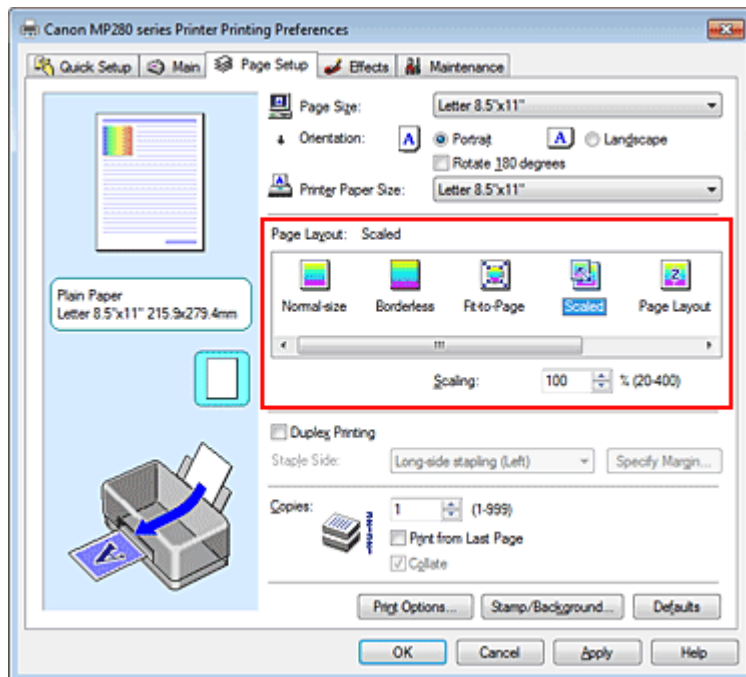 Canon MP280 series Printer Printing Preferences
Quick Setup Main Page Setup Effects Maintenance
Page Size: Letter 8.5"x11"
Orientation: A Portrait A Landscape
Rotate 180 degrees
Printer Paper Size: Letter 8.5"x11"
Page Layout: Scaled
Normal-size Borderless Fit-to-Page Scaled Page Layout
Plain Paper
Letter 8.5"x11" 215.9x279.4mm
Scaling: 100 % (20-400)
Duplex Printing
Staple Side: Long-side stapling (Left) Specify Margin...
Copies: 1 (1-999)
Print from Last Page
Collate
Print Options... Stamp/Background... Defaults
OK Cancel Apply Help